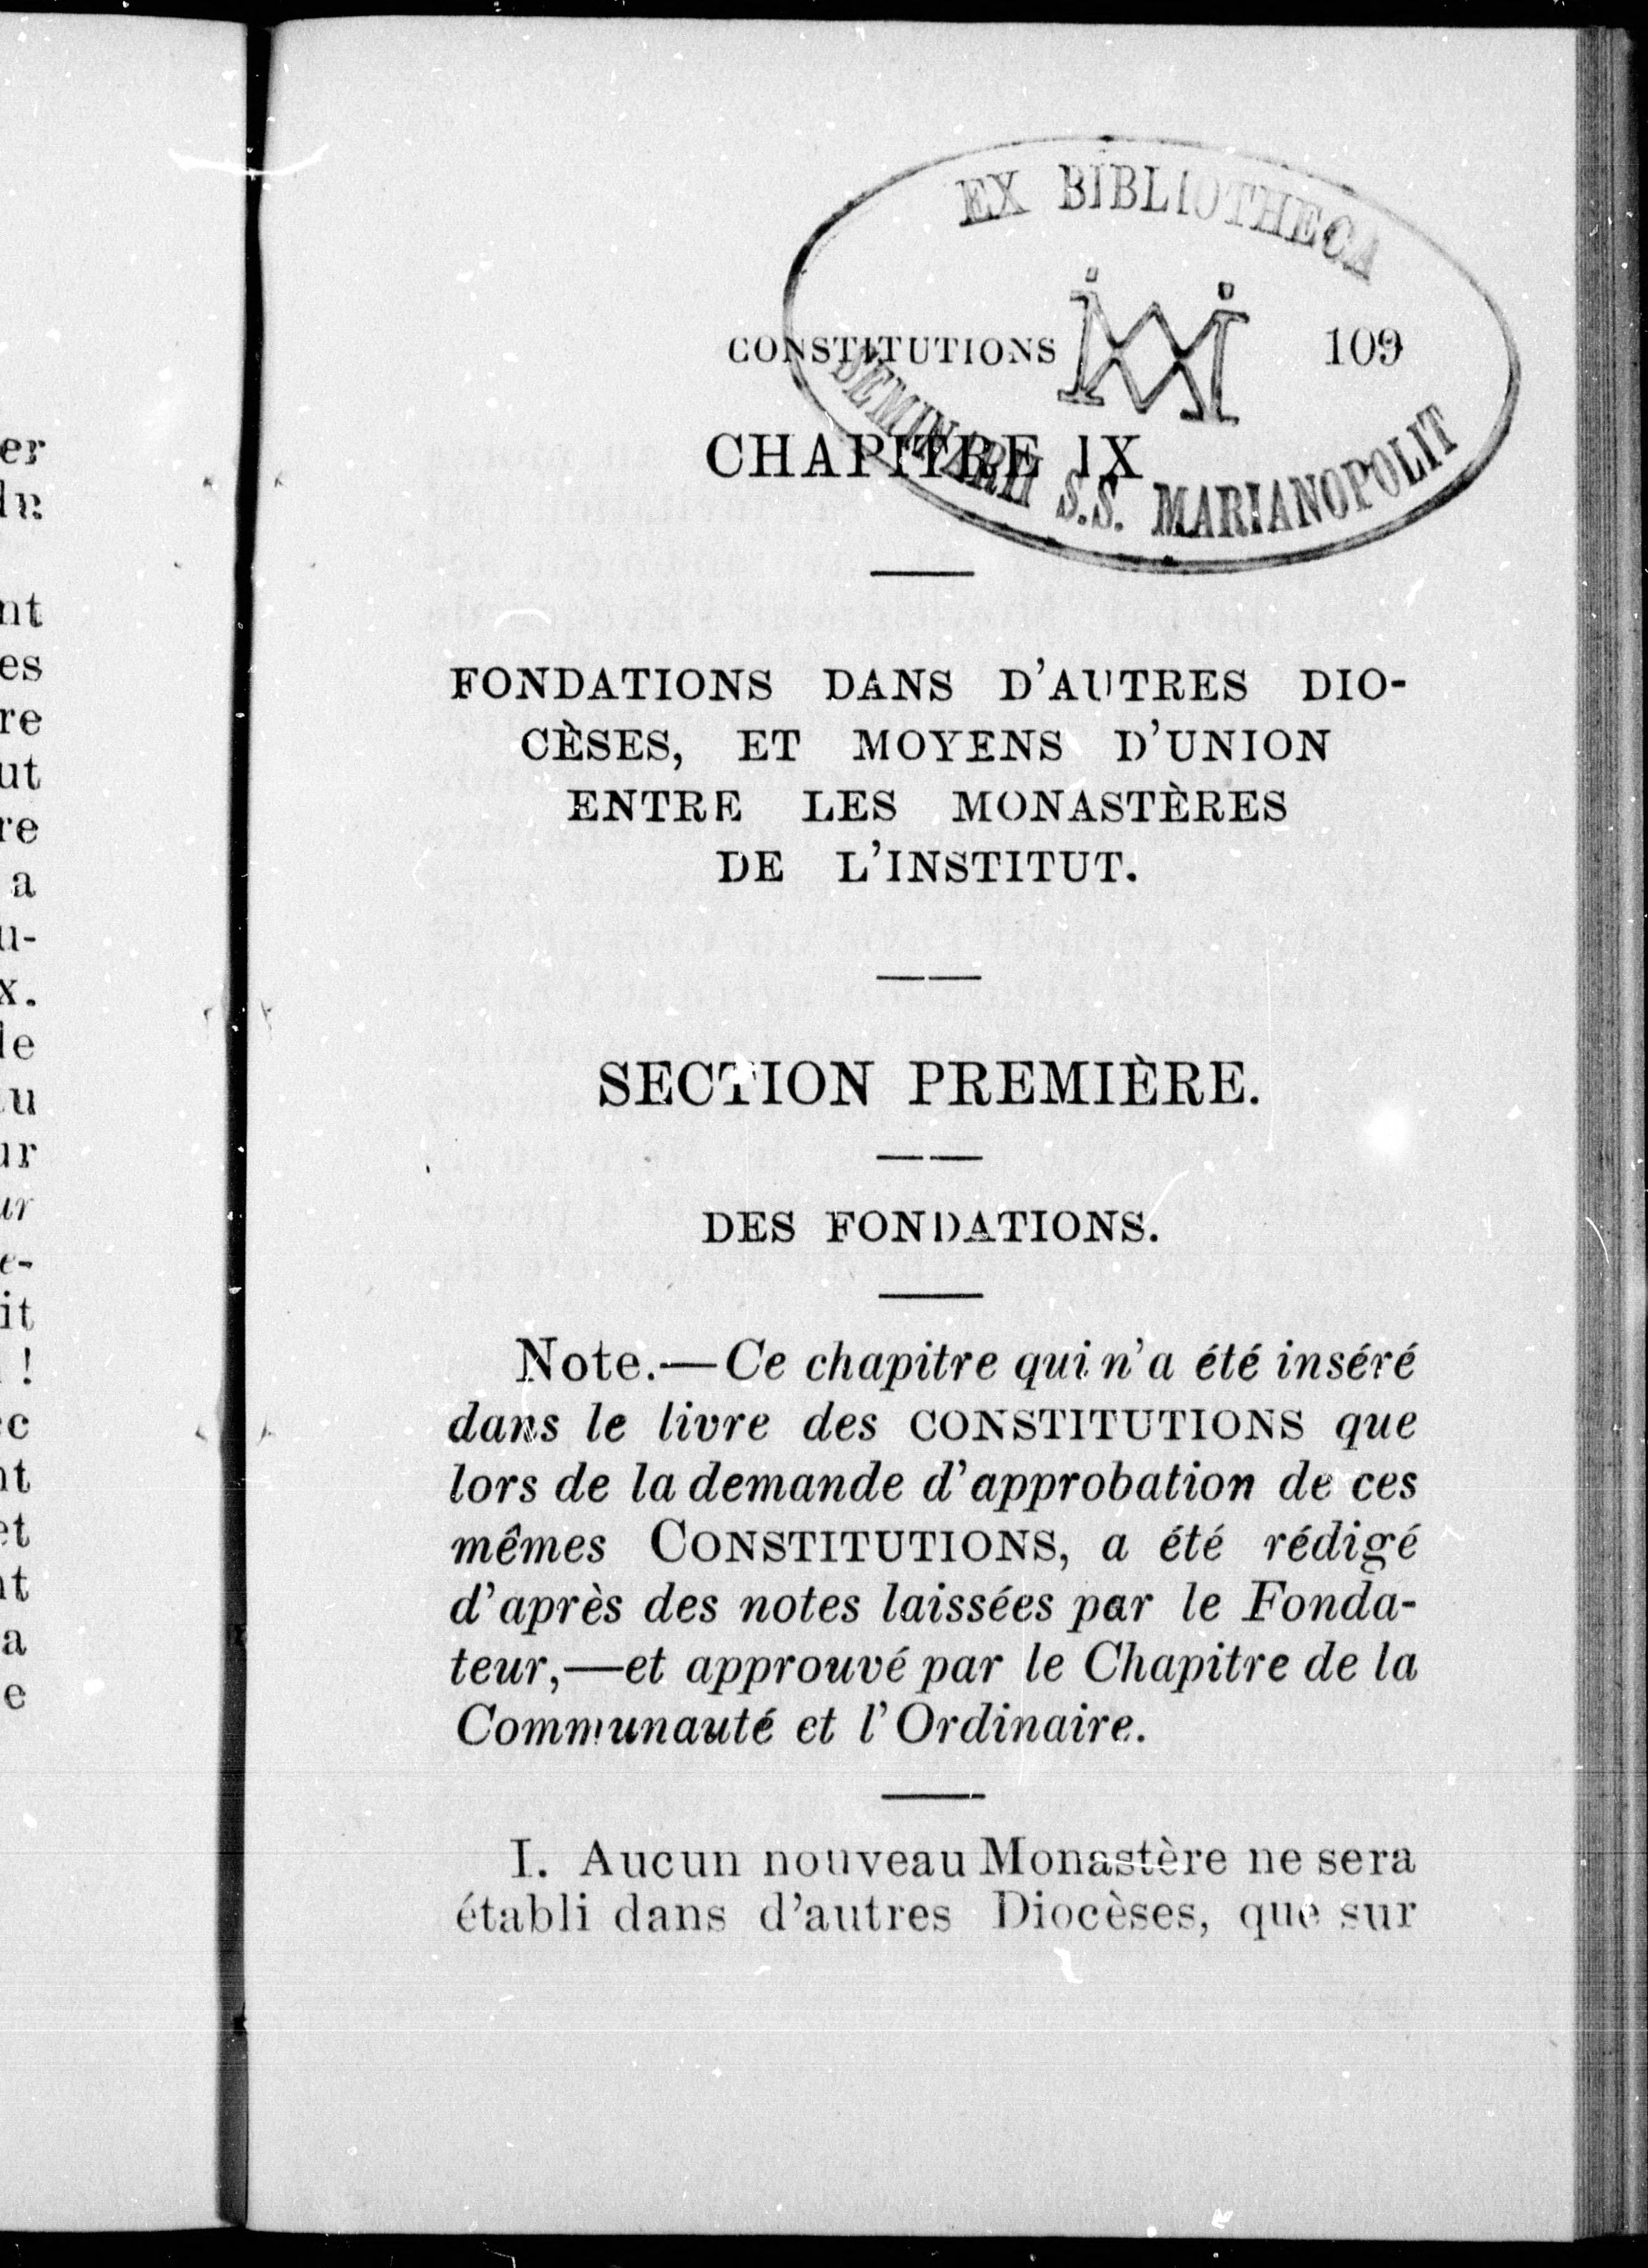 EX BIBLIOTHECA
CONSTITUTIONS 109
SEMINARII S.S. MARIANOPOLIT
CHAPITRE IX
FONDATIONS DANS D'AUTRES DIO-
CÈSES, ET MOYENS D'UNION
ENTRE LES MONASTÈRES
DE L'INSTITUT.
SECTION PREMIÈRE.
DES FONDATIONS.
Note.—Ce chapitre qui n'a été inséré
dans le livre des CONSTITUTIONS que
lors de la demande d'approbation de ces
mêmes CONSTITUTIONS, a été rédigé
d'après des notes laissées par le Fonda-
teur,—et approuvé par le Chapitre de la
Communauté et l'Ordinaire.
I. Aucun nouveau Monastère ne sera
établi dans d'autres Diocèses, que sur